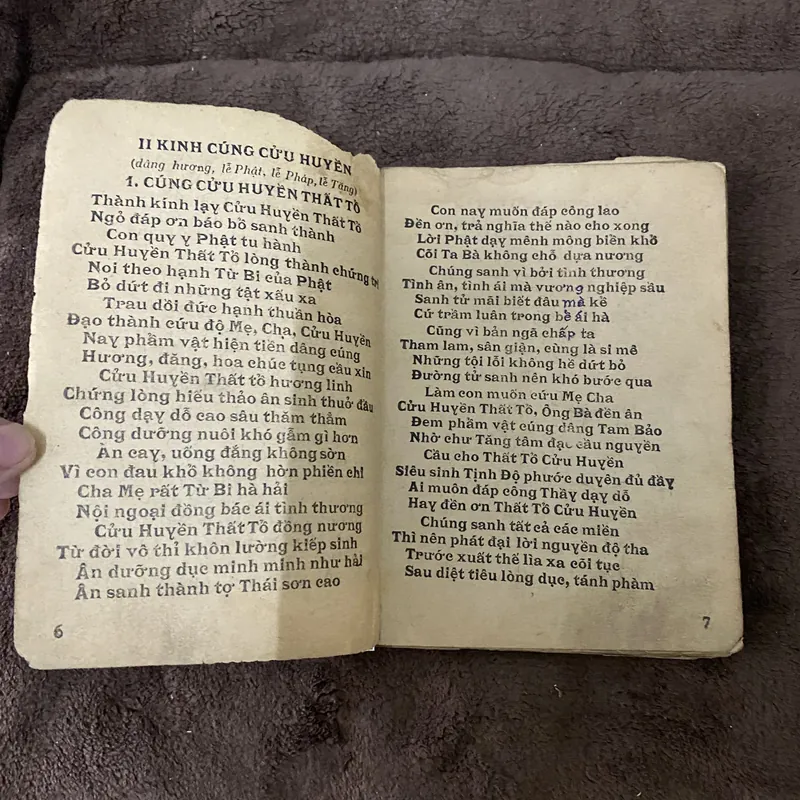 II KINH CÚNG CỬU HUYỀN
(dâng hương, lễ Phật, lễ Pháp, lễ Tăng)
1. CÚNG CỬU HUYỀN THẤT TỔ
Thành kính lạy Cửu Huyền Thất Tổ
Ngỏ đáp ơn báo bồ sanh thành
Con quy y Phật tu hành
Cửu Huyền Thất Tổ lòng thành chứng tri
Noi theo hạnh Từ Bi của Phật
Bỏ dứt đi những tật xấu xa
Trau dồi đức hạnh thuần hòa
Đạo thành cứu độ Mẹ, Cha, Cửu Huyền
Nay phẩm vật hiện tiền dâng cúng
Hương, đăng, hoa chúc tụng cầu xin
Cửu Huyền Thất tổ hương linh
Chứng lòng hiếu thảo ân sinh thuở đầu
Công dạy dỗ cao sâu thăm thẳm
Công dưỡng nuôi khó gẫm gì hơn
Ăn cay, uống đắng không sờn
Vì con đau khổ không hờn phiền chi
Cha Mẹ rất Từ Bi hà hải
Nội ngoại đồng bác ái tình thương
Cửu Huyền Thất Tổ đồng nương
Từ đời vô thỉ khôn lường kiếp sinh
Ân dưỡng dục minh minh như hải
Ân sanh thành tợ Thái sơn cao
6
Con nay muốn đáp công lao
Đền ơn, trả nghĩa thế nào cho xong
Lời Phật dạy mênh mông biển khổ
Cõi Ta Bà không chỗ dựa nương
Chúng sanh vì bởi tình thương
Tình ân, tình ái mà vương nghiệp sầu
Sanh tử mãi biết đâu mà kể
Cứ trầm luân trong bể ái hà
Cũng vì bản ngã chấp ta
Tham lam, sân giận, cùng là si mê
Những tội lỗi không hề dứt bỏ
Đường tử sanh nên khó bước qua
Làm con muốn cứu Mẹ Cha
Cửu Huyền Thất Tổ, Ông Bà đền ân
Đem phẩm vật cúng dâng Tam Bảo
Nhờ chư Tăng tâm đạo cầu nguyện
Cầu cho Thất Tổ Cửu Huyền
Siêu sinh Tịnh Độ phước duyên đủ đầy
Ai muôn đáp công Thầy dạy dỗ
Hay đền ơn Thất Tổ Cửu Huyền
Chúng sanh tất cả các miền
Thì nên phát đại lời nguyện độ tha
Trước xuất thế lìa xa cõi tục
Sau diệt tiêu lòng dục, tánh phàm
7